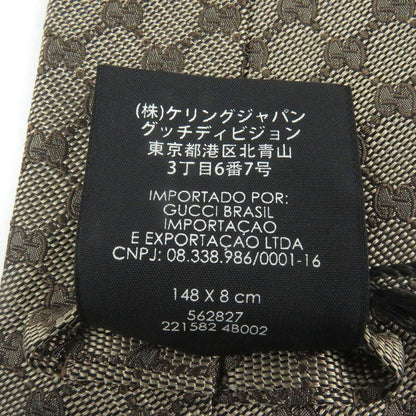 (株)ケリングジャパン
グッチディビジョン
東京都港区北青山
3丁目6番7号
IMPORTADO POR:
GUCCI BRASIL
IMPORTAÇAO
E EXPORTAÇAO LTDA
CNPJ: 08.338.986/0001-16
148 X 8 cm
562827
221582 4B002